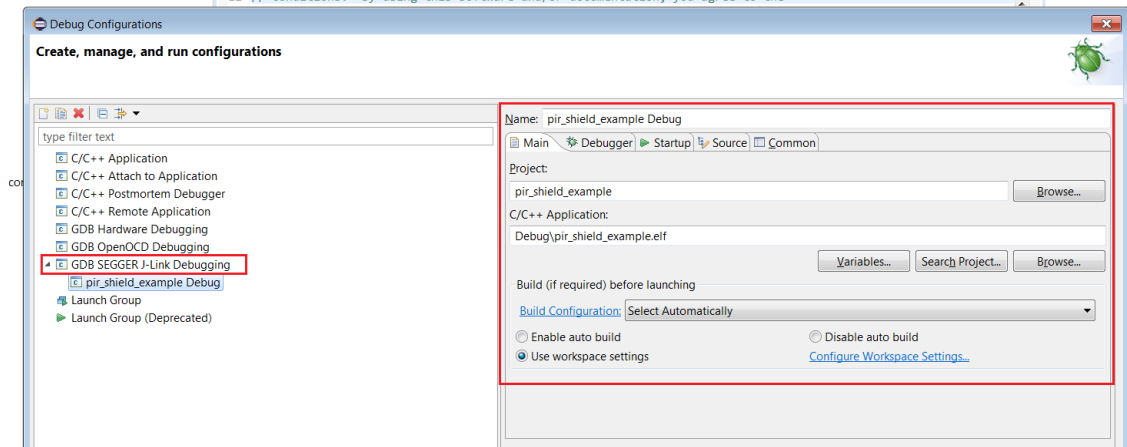 Debug Configurations
Create, manage, and run configurations
type filter text
C/C++ Application
C/C++ Attach to Application
C/C++ Postmortem Debugger
C/C++ Remote Application
GDB Hardware Debugging
GDB OpenOCD Debugging
GDB SEGGER J-Link Debugging
pir_shield_example Debug
Launch Group
Launch Group (Deprecated)
Name: pir_shield_example Debug
Main Debugger Startup Source Common
Project:
pir_shield_example
Browse...
C/C++ Application:
Debug\pir_shield_example.elf
Variables... Search Project... Browse...
Build (if required) before launching
Build Configuration: Select Automatically
Enable auto build Disable auto build
Use workspace settings Configure Workspace Settings...